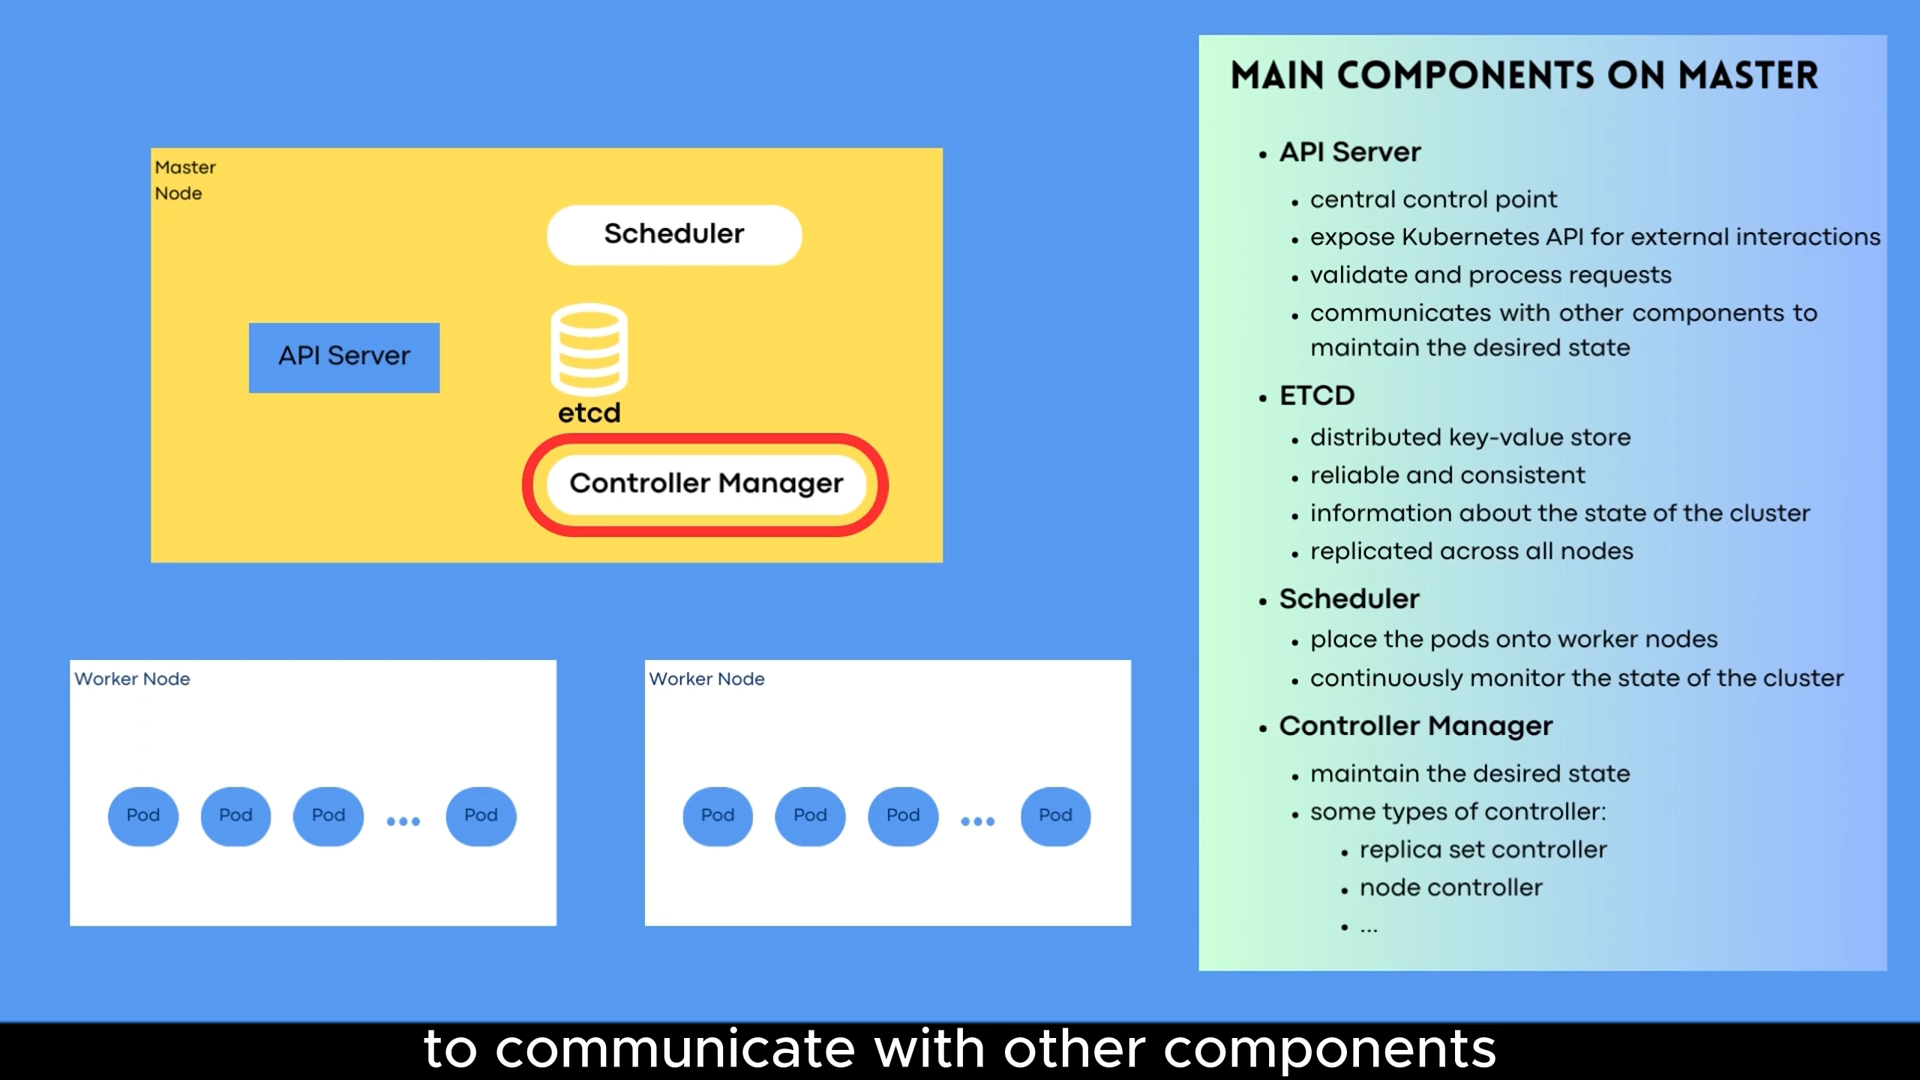 Master
Node
Scheduler
API Server
etcd
Controller Manager
Worker Node
Pod
Pod
Pod
...
Pod
Worker Node
Pod
Pod
Pod
...
Pod
MAIN COMPONENTS ON MASTER
• API Server
• central control point
• expose Kubernetes API for external interactions
• validate and process requests
• communicates with other components to
maintain the desired state
• ETCD
• distributed key-value store
• reliable and consistent
• information about the state of the cluster
• replicated across all nodes
• Scheduler
• place the pods onto worker nodes
• continuously monitor the state of the cluster
• Controller Manager
• maintain the desired state
• some types of controller:
• replica set controller
• node controller
• ...
to communicate with other components